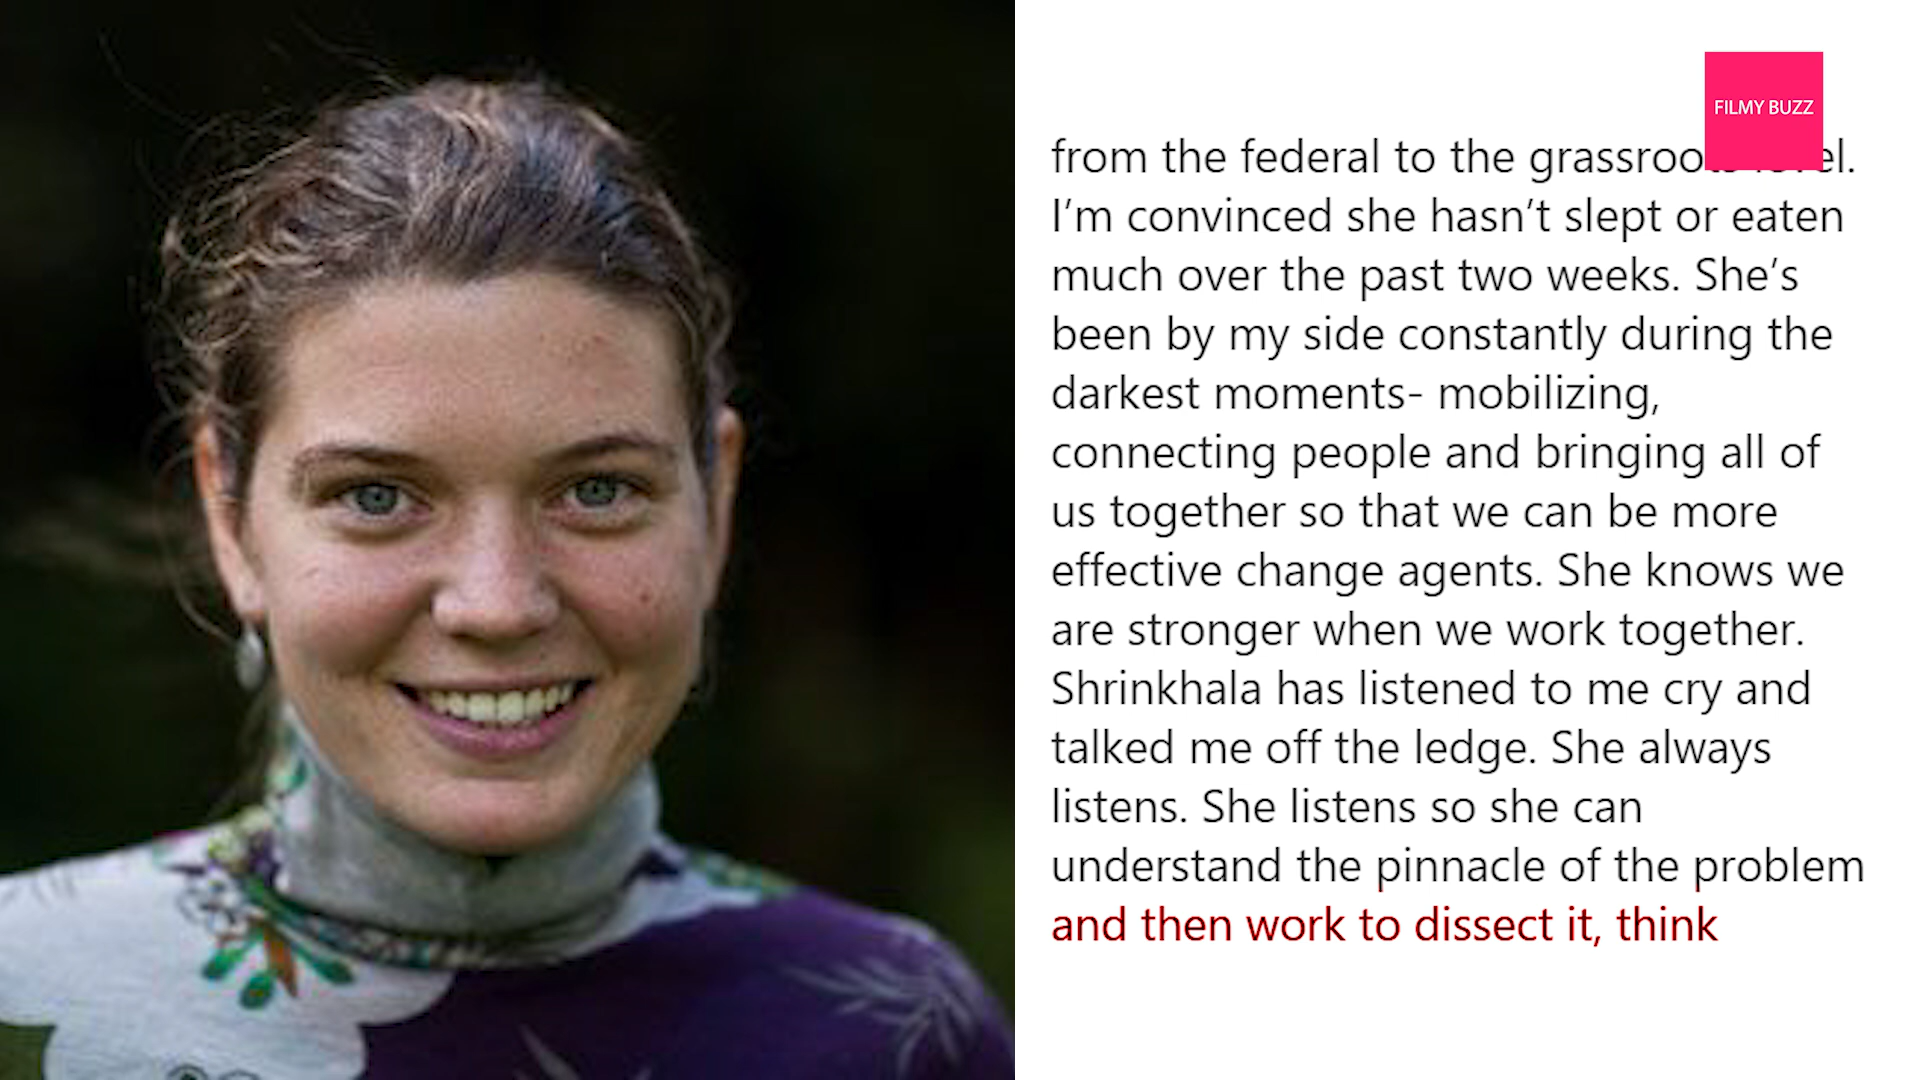 FILMY BUZZ
from the federal to the grassroots level.
I’m convinced she hasn’t slept or eaten
much over the past two weeks. She’s
been by my side constantly during the
darkest moments- mobilizing,
connecting people and bringing all of
us together so that we can be more
effective change agents. She knows we
are stronger when we work together.
Shrinkhala has listened to me cry and
talked me off the ledge. She always
listens. She listens so she can
understand the pinnacle of the problem
and then work to dissect it, think